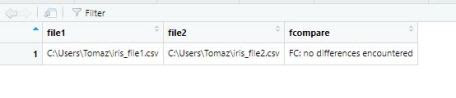 Filter
file1 file2 fcompare
1 C:\Users\Tomaz\iris_file1.csv C:\Users\Tomaz\iris_file2.csv FC: no differences encountered